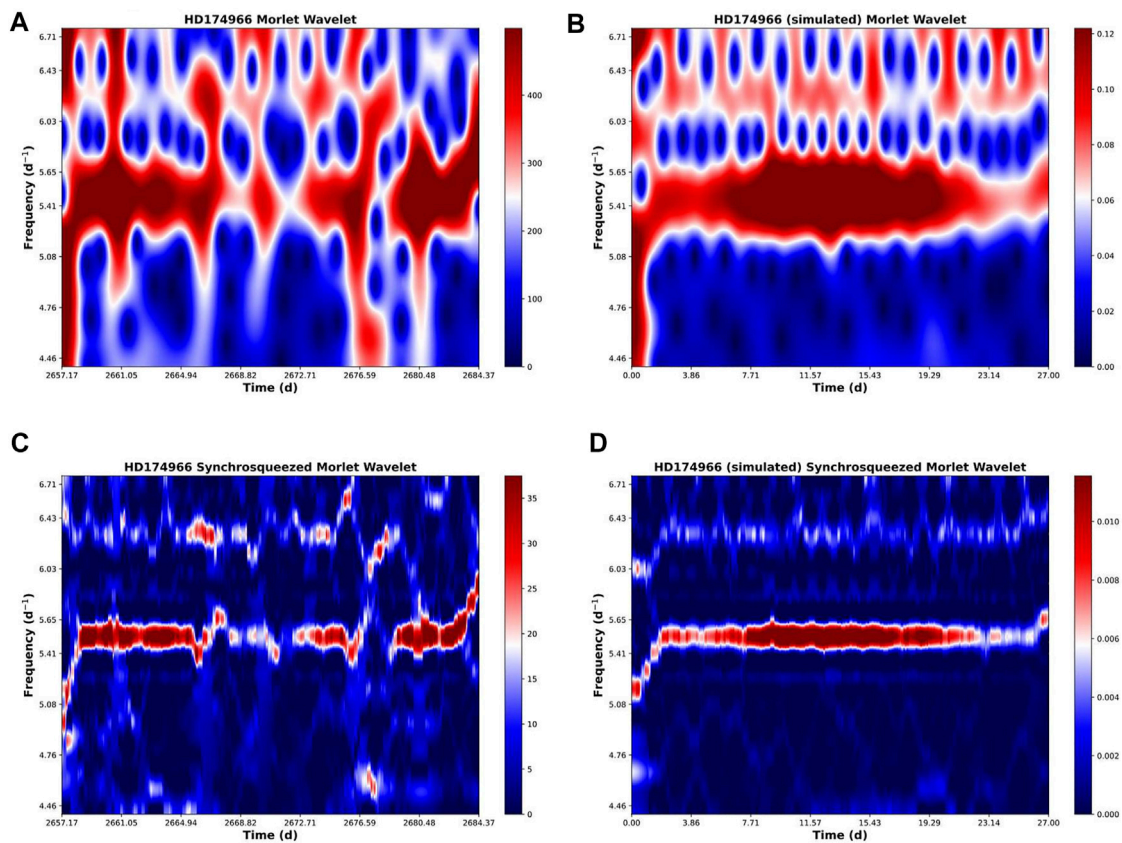 A
HD174966 Morlet Wavelet
6.71
6.43
6.03
5.65
5.41
5.08
4.76
4.46
Frequency (d⁻¹)
2657.17 2661.05 2664.94 2668.82 2672.71 2676.59 2680.48 2684.37
Time (d)
400
300
200
100
0
B
HD174966 (simulated) Morlet Wavelet
6.71
6.43
6.03
5.65
5.41
5.08
4.76
4.46
Frequency (d⁻¹)
0.00 3.86 7.71 11.57 15.43 19.29 23.14 27.00
Time (d)
0.12
0.10
0.08
0.06
0.04
0.02
0.00
C
HD174966 Synchrosqueezed Morlet Wavelet
6.71
6.43
6.03
5.65
5.41
5.08
4.76
4.46
Frequency (d⁻¹)
2657.17 2661.05 2664.94 2668.82 2672.71 2676.59 2680.48 2684.37
Time (d)
35
30
25
20
15
10
5
0
D
HD174966 (simulated) Synchrosqueezed Morlet Wavelet
6.71
6.43
6.03
5.65
5.41
5.08
4.76
4.46
Frequency (d⁻¹)
0.00 3.86 7.71 11.57 15.43 19.29 23.14 27.00
Time (d)
0.010
0.008
0.006
0.004
0.002
0.000